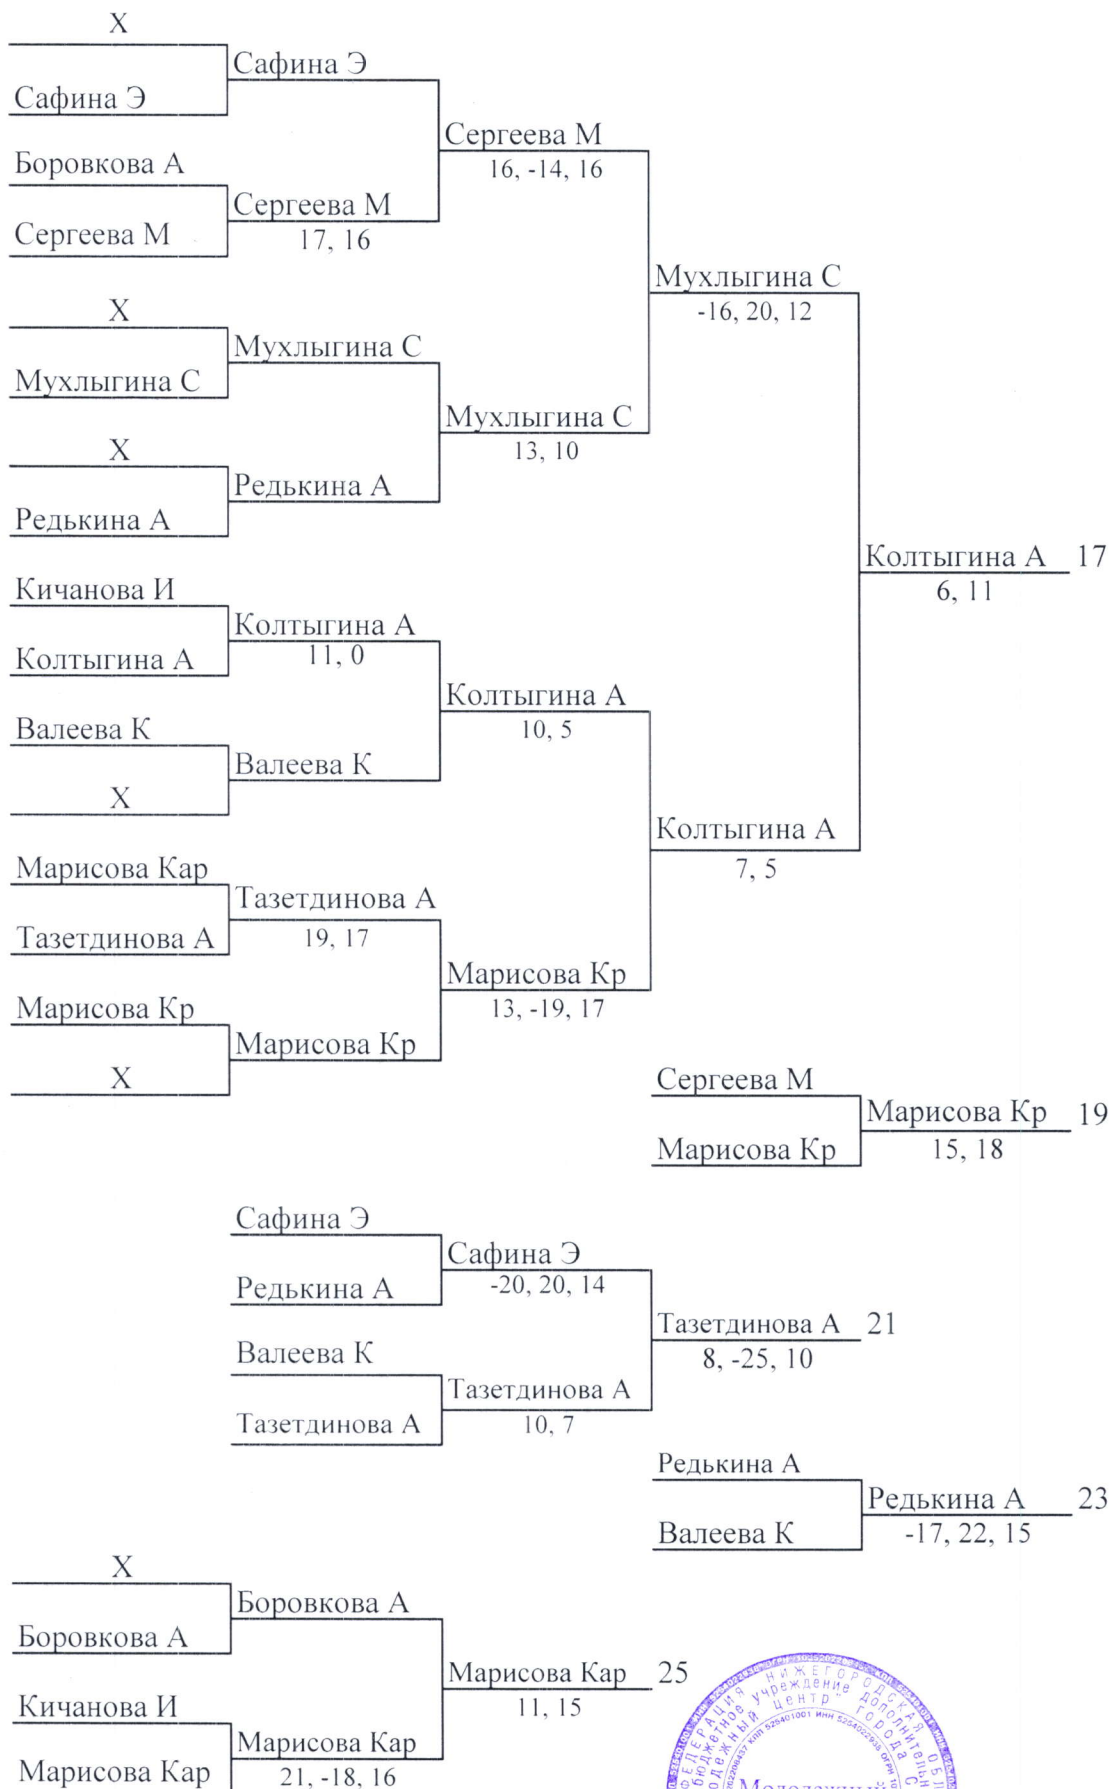 X
Сафина Э
Сафина Э
Сергеева М
16, -14, 16
Боровкова А
Сергеева М
17, 16
Сергеева М
Мухлыгина С
-16, 20, 12
X
Мухлыгина С
Мухлыгина С
Мухлыгина С
13, 10
X
Редькина А
Редькина А
Колтыгина А 17
6, 11
Кичанова И
Колтыгина А
11, 0
Колтыгина А
Колтыгина А
10, 5
Валеева К
Валеева К
X
Колтыгина А
7, 5
Марисова Кар
Тазетдинова А
19, 17
Тазетдинова А
Марисова Кр
13, -19, 17
Марисова Кр
Марисова Кр
X
Сергеева М
Марисова Кр 19
15, 18
Марисова Кр
Сафина Э
Сафина Э
-20, 20, 14
Редькина А
Тазетдинова А 21
8, -25, 10
Валеева К
Тазетдинова А
10, 7
Тазетдинова А
Редькина А
Редькина А 23
-17, 22, 15
Валеева К
X
Боровкова А
Боровкова А
Марисова Кар 25
11, 15
Кичанова И
Марисова Кар
21, -18, 16
Марисова Кар
НИЖЕГОРОДСКАЯ
бюджетное учреждение
центр" города